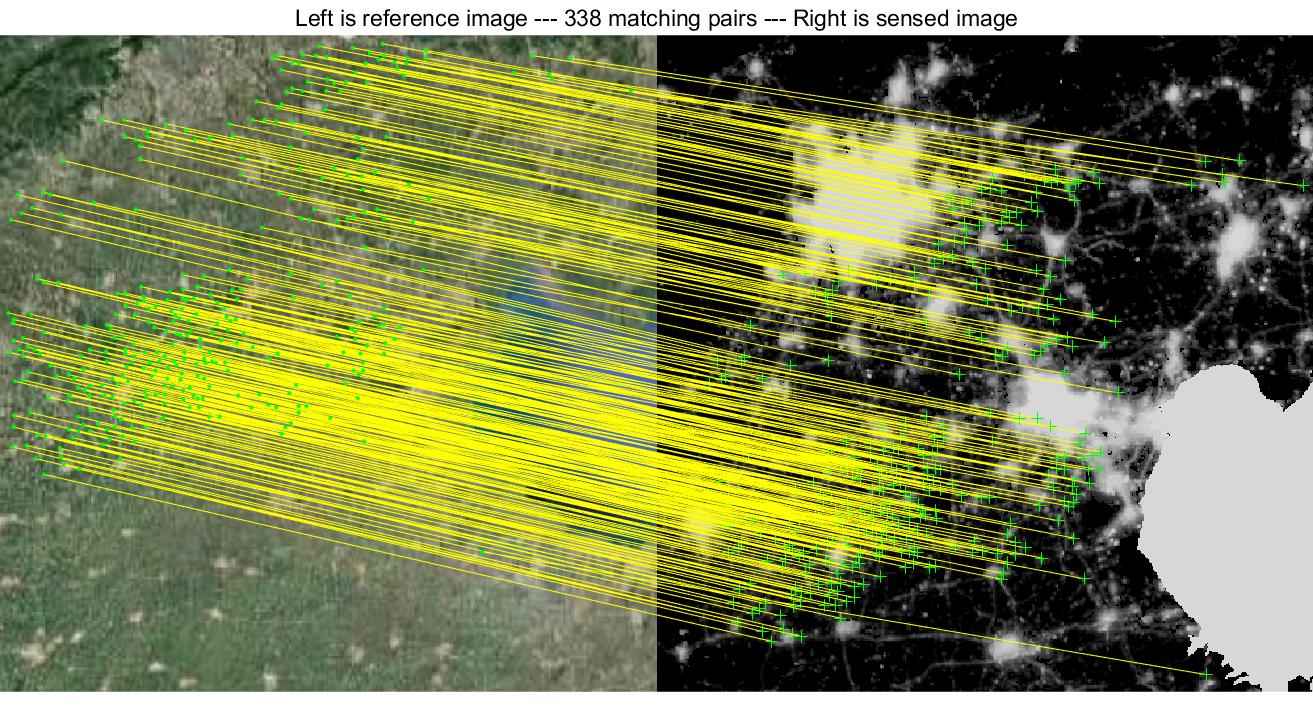 Left is reference image --- 338 matching pairs --- Right is sensed image